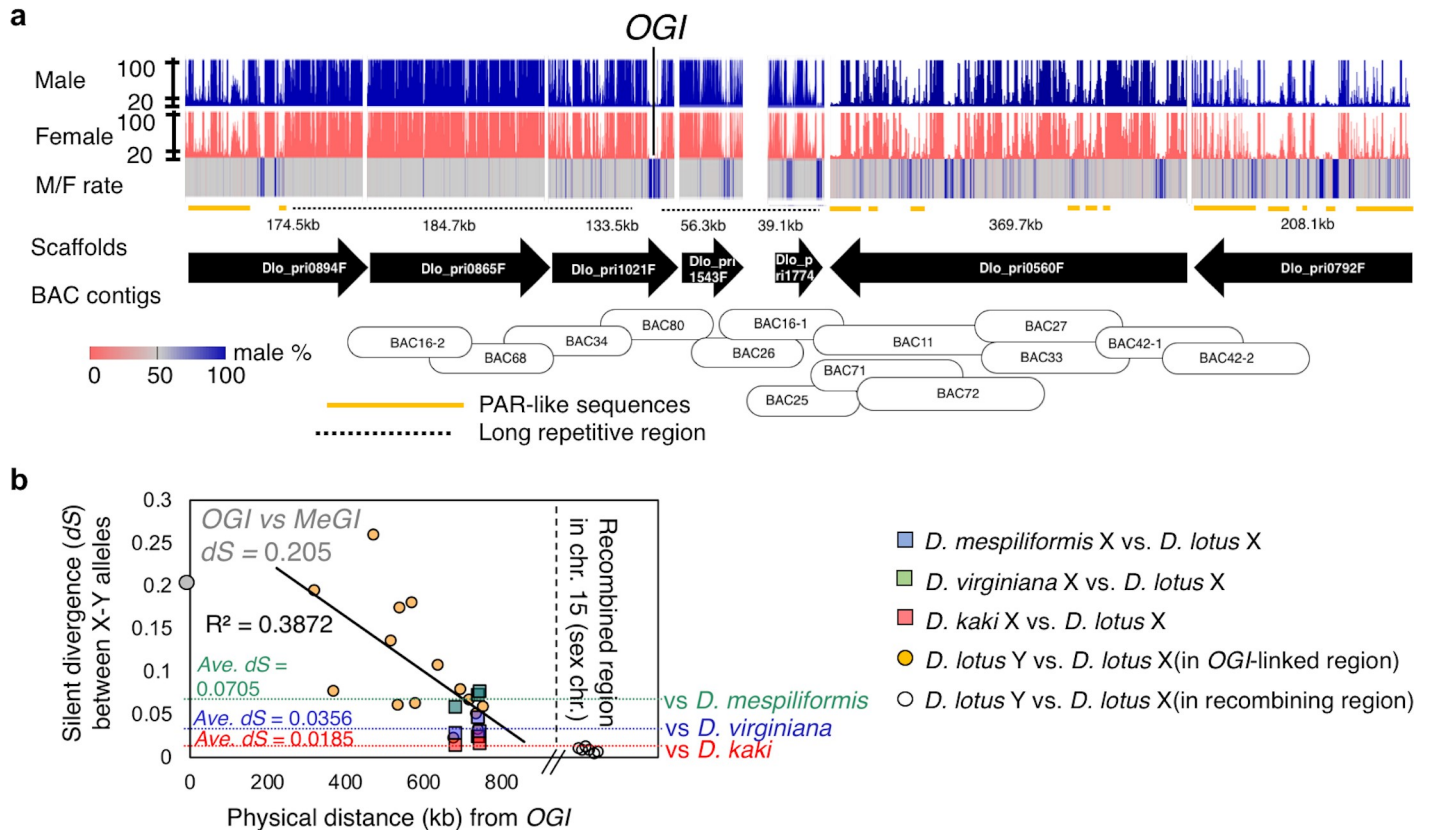 a
OGI
Male
100
20
Female
100
20
M/F rate
174.5kb 184.7kb 133.5kb 56.3kb 39.1kb 369.7kb 208.1kb
Scaffolds
Dlo_pri0894F Dlo_pri0865F Dlo_pri1021F Dlo_pri 1543F Dlo_p ri1774 Dlo_pri0560F Dlo_pri0792F
BAC contigs
BAC16-2 BAC68 BAC34 BAC80 BAC16-1 BAC26 BAC11 BAC27 BAC33 BAC42-1 BAC42-2
BAC71 BAC72 BAC25
male %
0 50 100
PAR-like sequences
Long repetitive region
b
Silent divergence (dS)
between X-Y alleles
0.3
0.25
0.2
0.15
0.1
0.05
0
OGI vs MeGI
dS = 0.205
R² = 0.3872
Ave. dS =
0.0705
Ave. dS = 0.0356
Ave. dS = 0.0185
Recombined region
in chr. 15 (sex chr.)
vs D. mespiliformis
vs D. virginiana
vs D. kaki
0 200 400 600 800
Physical distance (kb) from OGI
D. mespiliformis X vs. D. lotus X
D. virginiana X vs. D. lotus X
D. kaki X vs. D. lotus X
D. lotus Y vs. D. lotus X(in OGI-linked region)
D. lotus Y vs. D. lotus X(in recombining region)